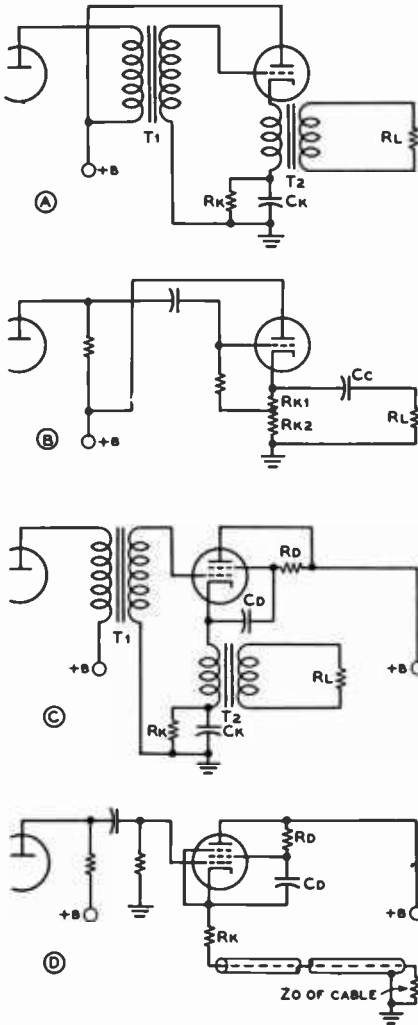 T1
+B
RK
CK
T2
RL
A
+B
CC
RK1
RK2
RL
B
RD
CD
T1
+B
+B
T2
RL
RK
CK
C
RD
CD
+B
+B
RK
D
ZO OF CABLE